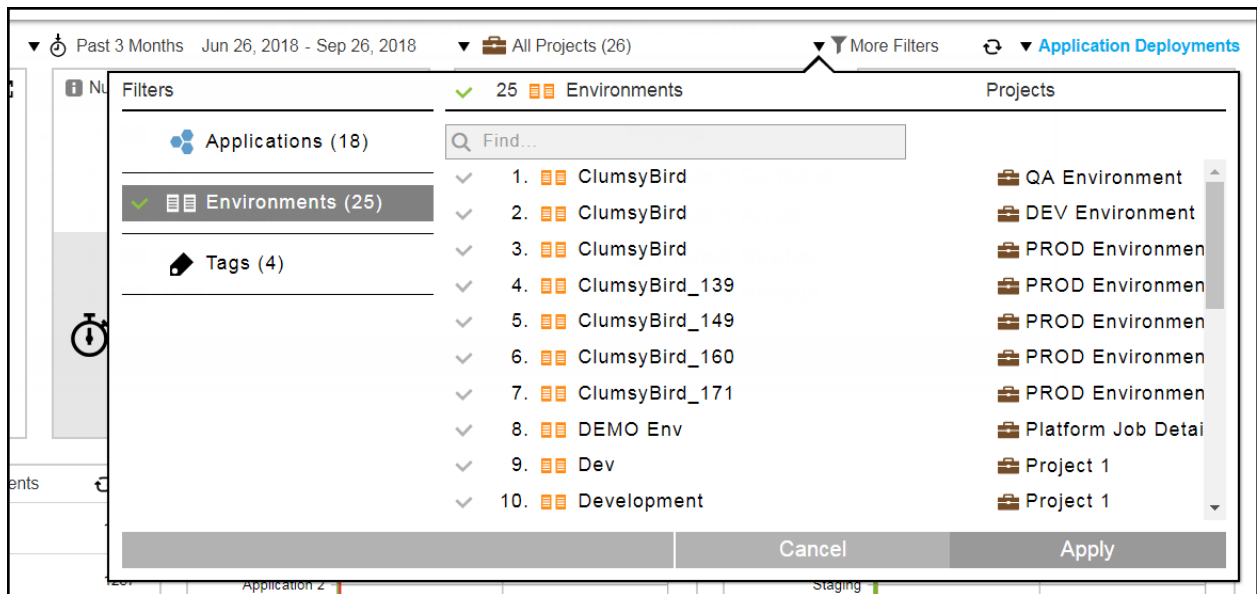 Past 3 Months Jun 26, 2018 - Sep 26, 2018 All Projects (26) More Filters Application Deployments
Nu
Filters 25 Environments Projects
Applications (18) Find...
1. ClumsyBird QA Environment
Environments (25) 2. ClumsyBird DEV Environment
3. ClumsyBird PROD Environmen
Tags (4) 4. ClumsyBird_139 PROD Environmen
5. ClumsyBird_149 PROD Environmen
6. ClumsyBird_160 PROD Environmen
7. ClumsyBird_171 PROD Environmen
8. DEMO Env Platform Job Detai
9. Dev Project 1
ents 10. Development Project 1
Cancel Apply
Application 2 Staging